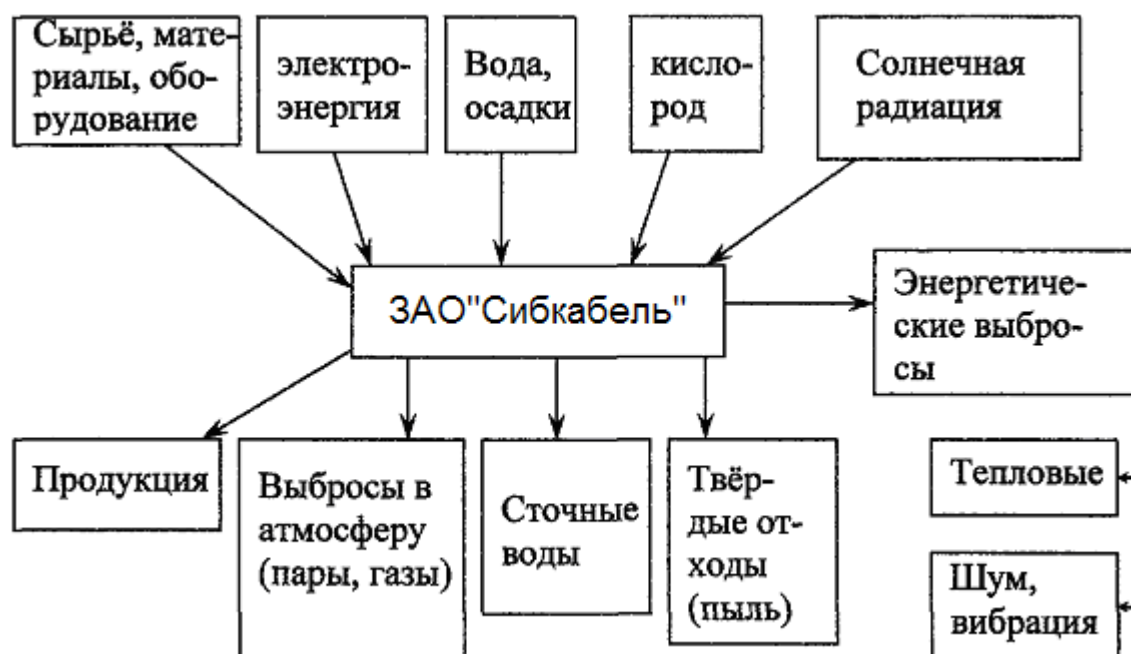 Сырьё, мате-
риалы, обо-
рудование
электро-
энергия
Вода,
осадки
кисло-
род
Солнечная
радиация
ЗАО"Сибкабель"
Энергетиче-
ские выбро-
сы
Продукция
Выбросы в
атмосферу
(пары, газы)
Сточные
воды
Твёр-
дые от-
ходы
(пыль)
Тепловые
Шум,
вибрация